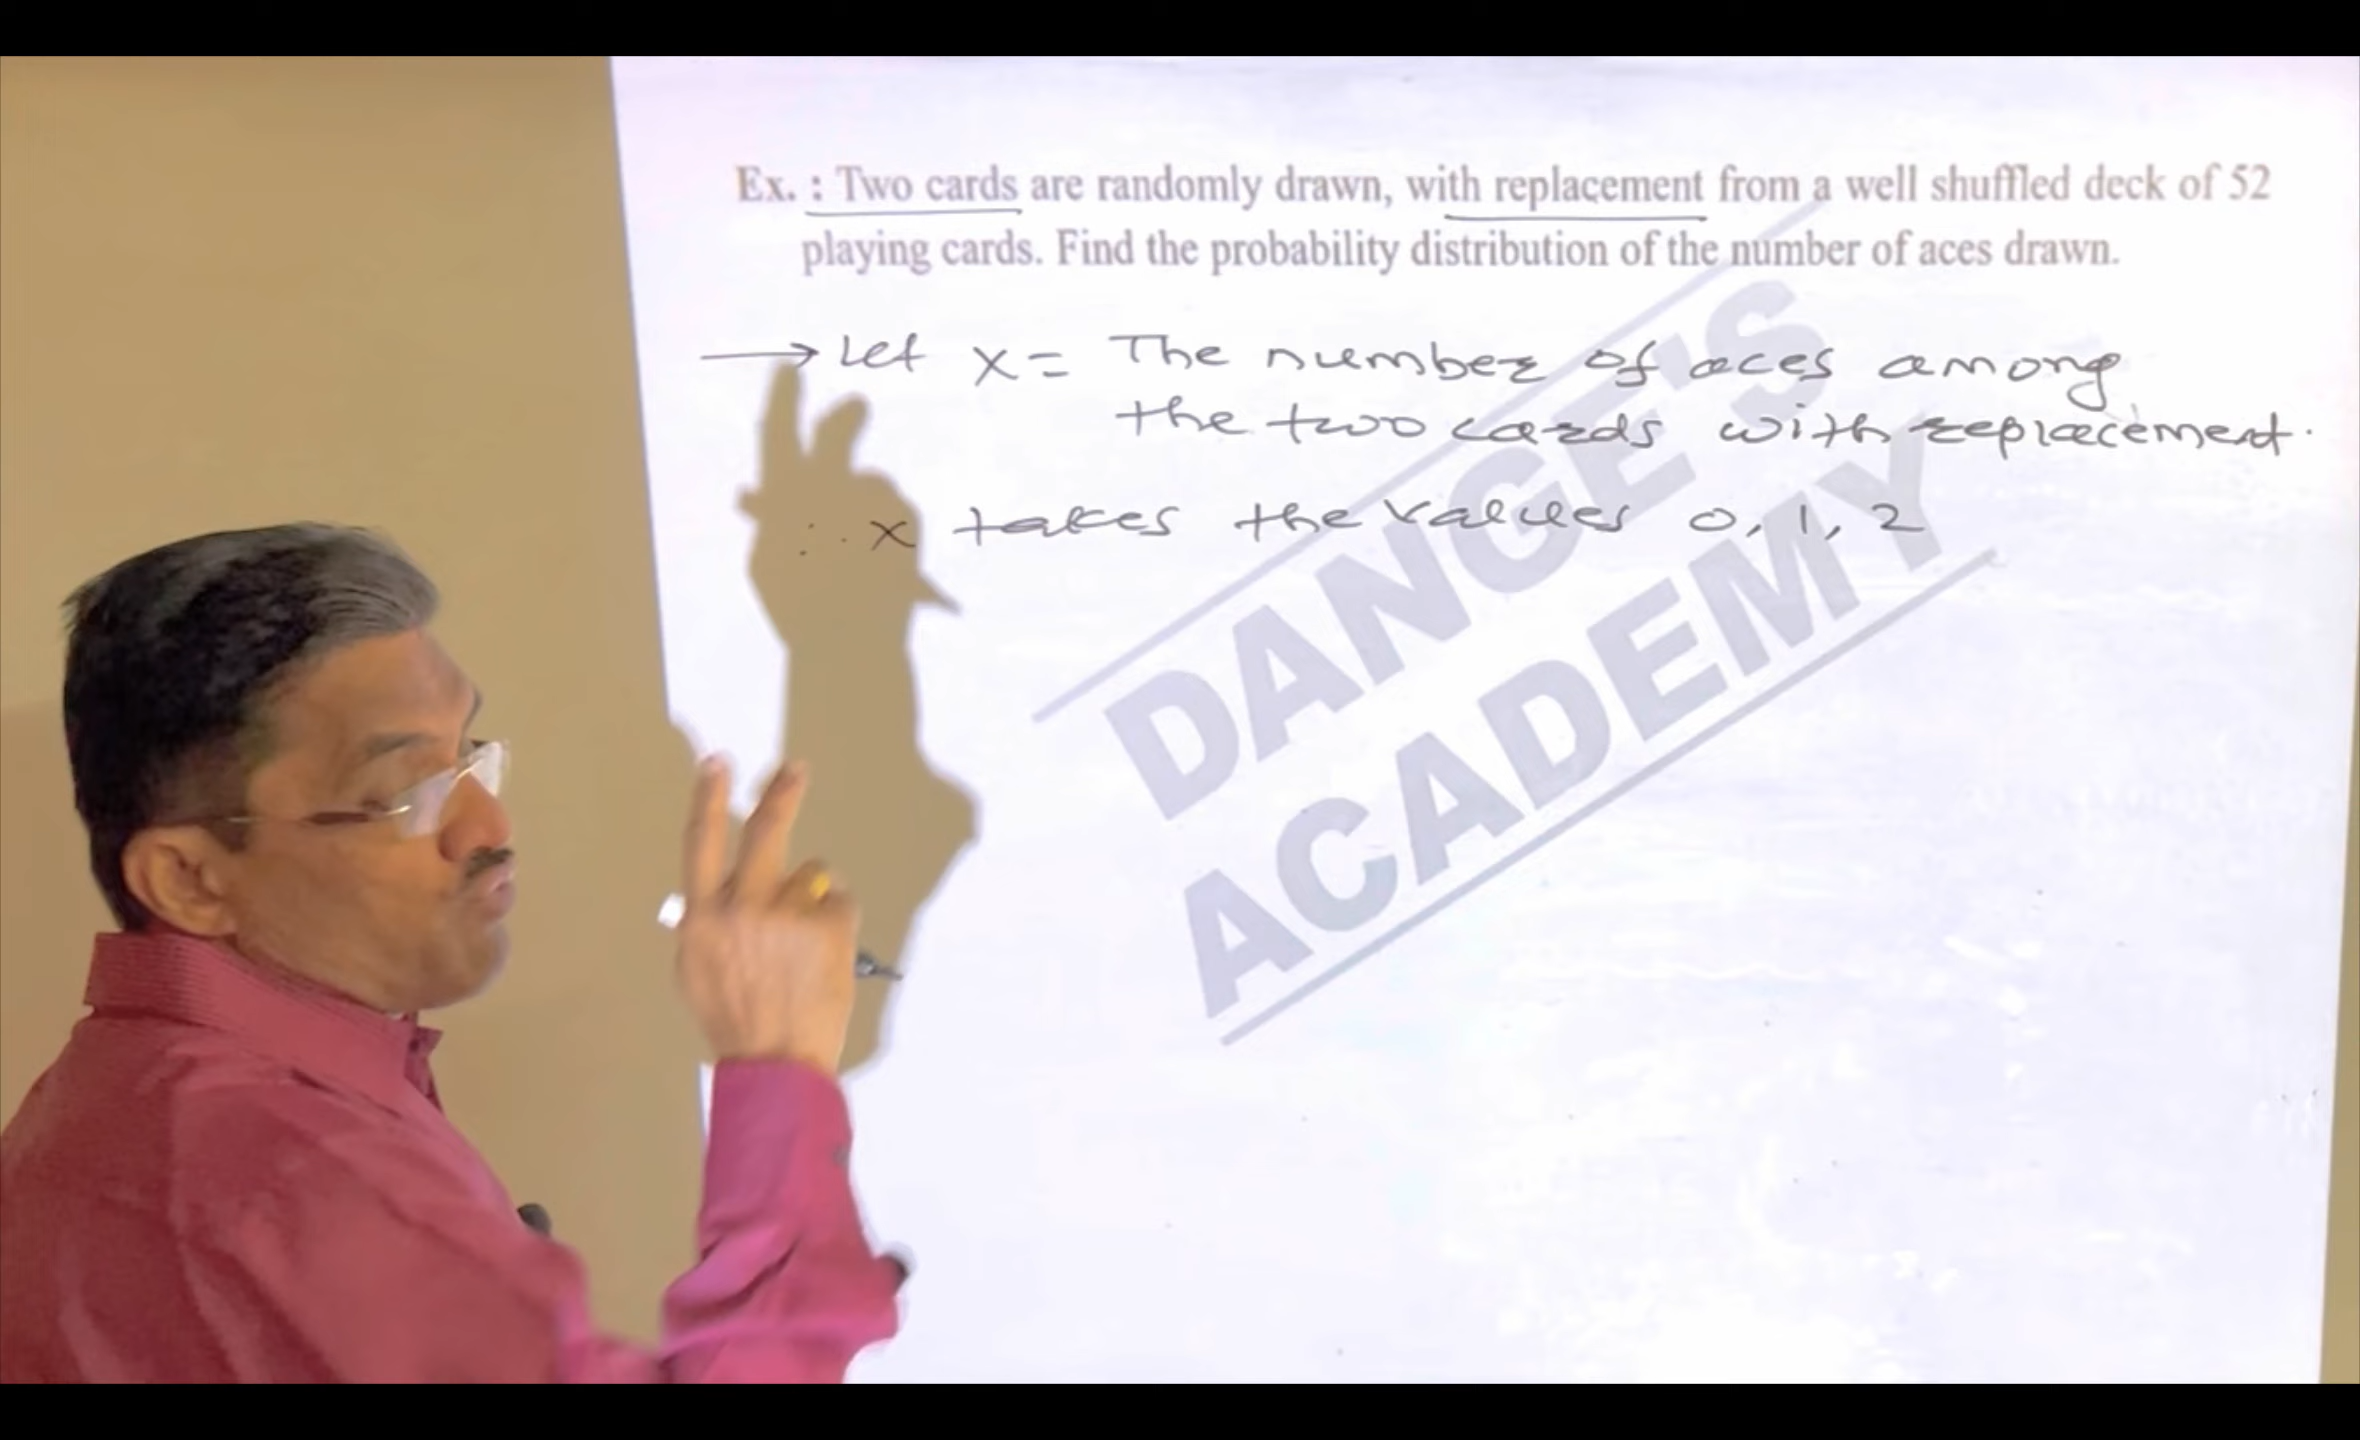 Ex. : Two cards are randomly drawn, with replacement from a well shuffled deck of 52
playing cards. Find the probability distribution of the number of aces drawn.
→ Let x = The number of aces among
the two cards with replacement.
∴ x takes the values 0, 1, 2
DANGE'S
ACADEMY